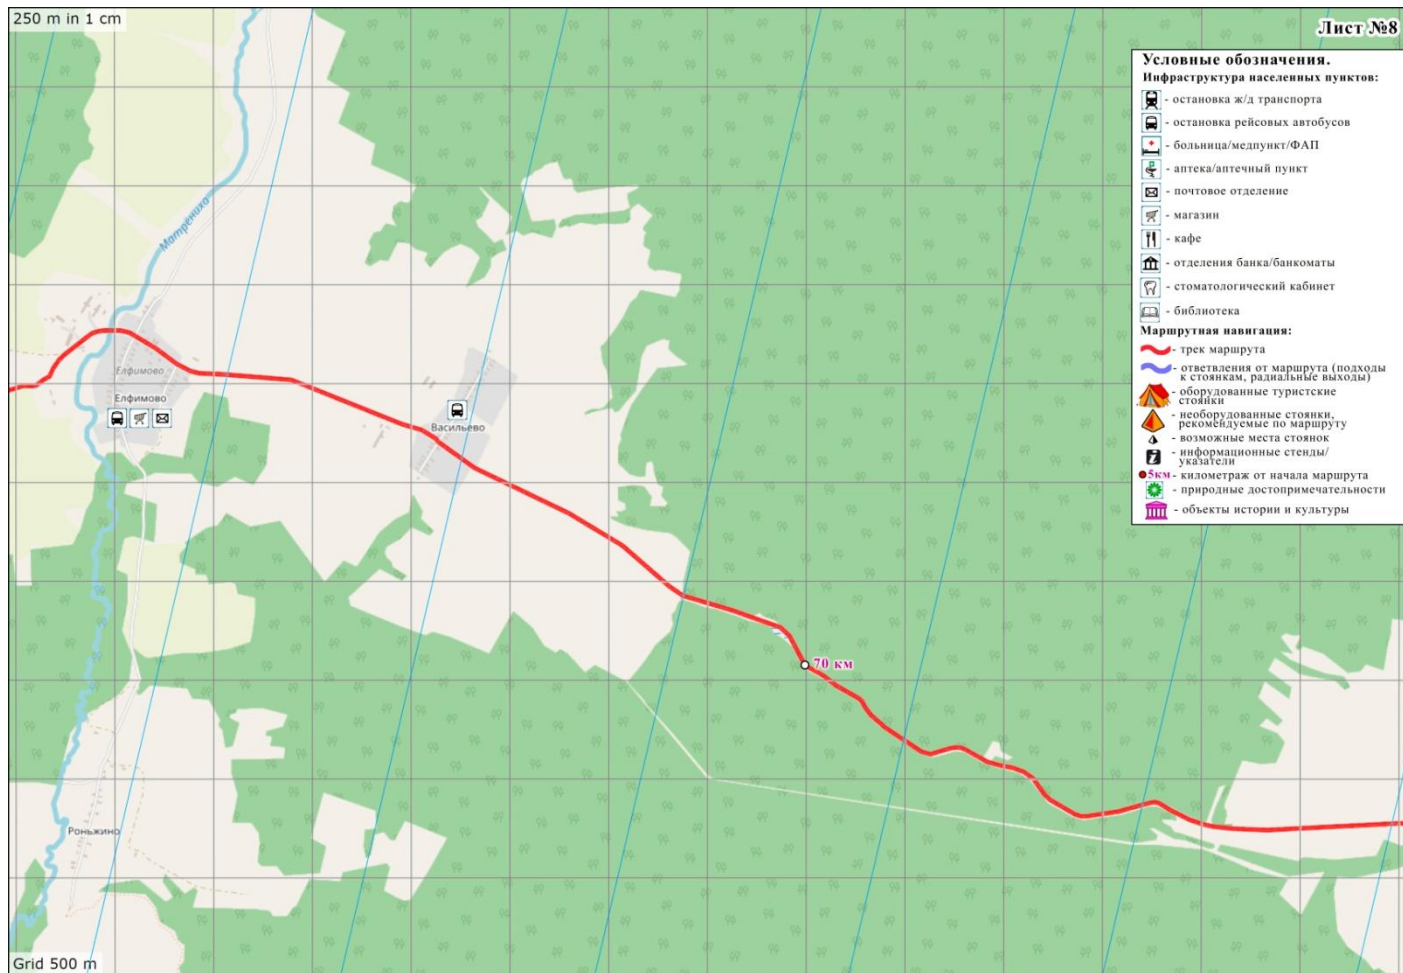 250 m in 1 cm
Лист №8
Условные обозначения.
Инфраструктура населенных пунктов:
- остановка ж/д транспорта
- остановка рейсовых автобусов
- больница/медпункт/ФАП
- аптека/аптечный пункт
- почтовое отделение
- магазин
- кафе
- отделения банка/банкоматы
- стоматологический кабинет
- библиотека
Маршрутная навигация:
- трек маршрута
- ответвления от маршрута (подходы
к стоянкам, радиальные выходы)
- оборудованные туристские
стоянки
- необорудованные стоянки,
рекомендуемые по маршруту
- возможные места стоянок
- информационные стенды/
указатели
5км - километраж от начала маршрута
- природные достопримечательности
- объекты истории и культуры
Матрёниха
Елфимово
Елфимово
Васильево
70 км
Роньжино
Grid 500 m